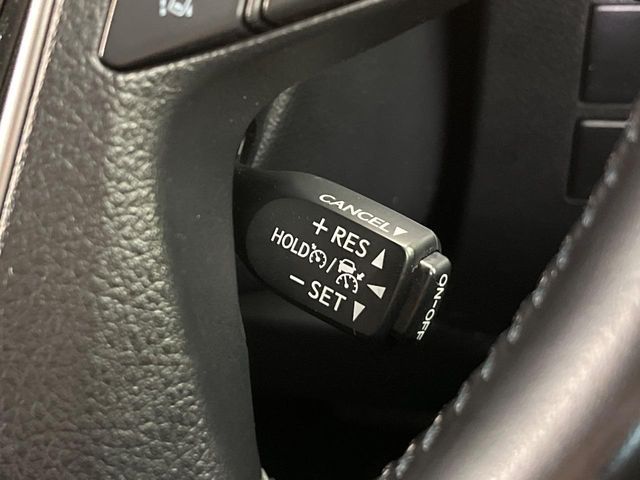 CANCEL▼
+ RES ▲
HOLD / ◀
− SET ▼
ON-OFF